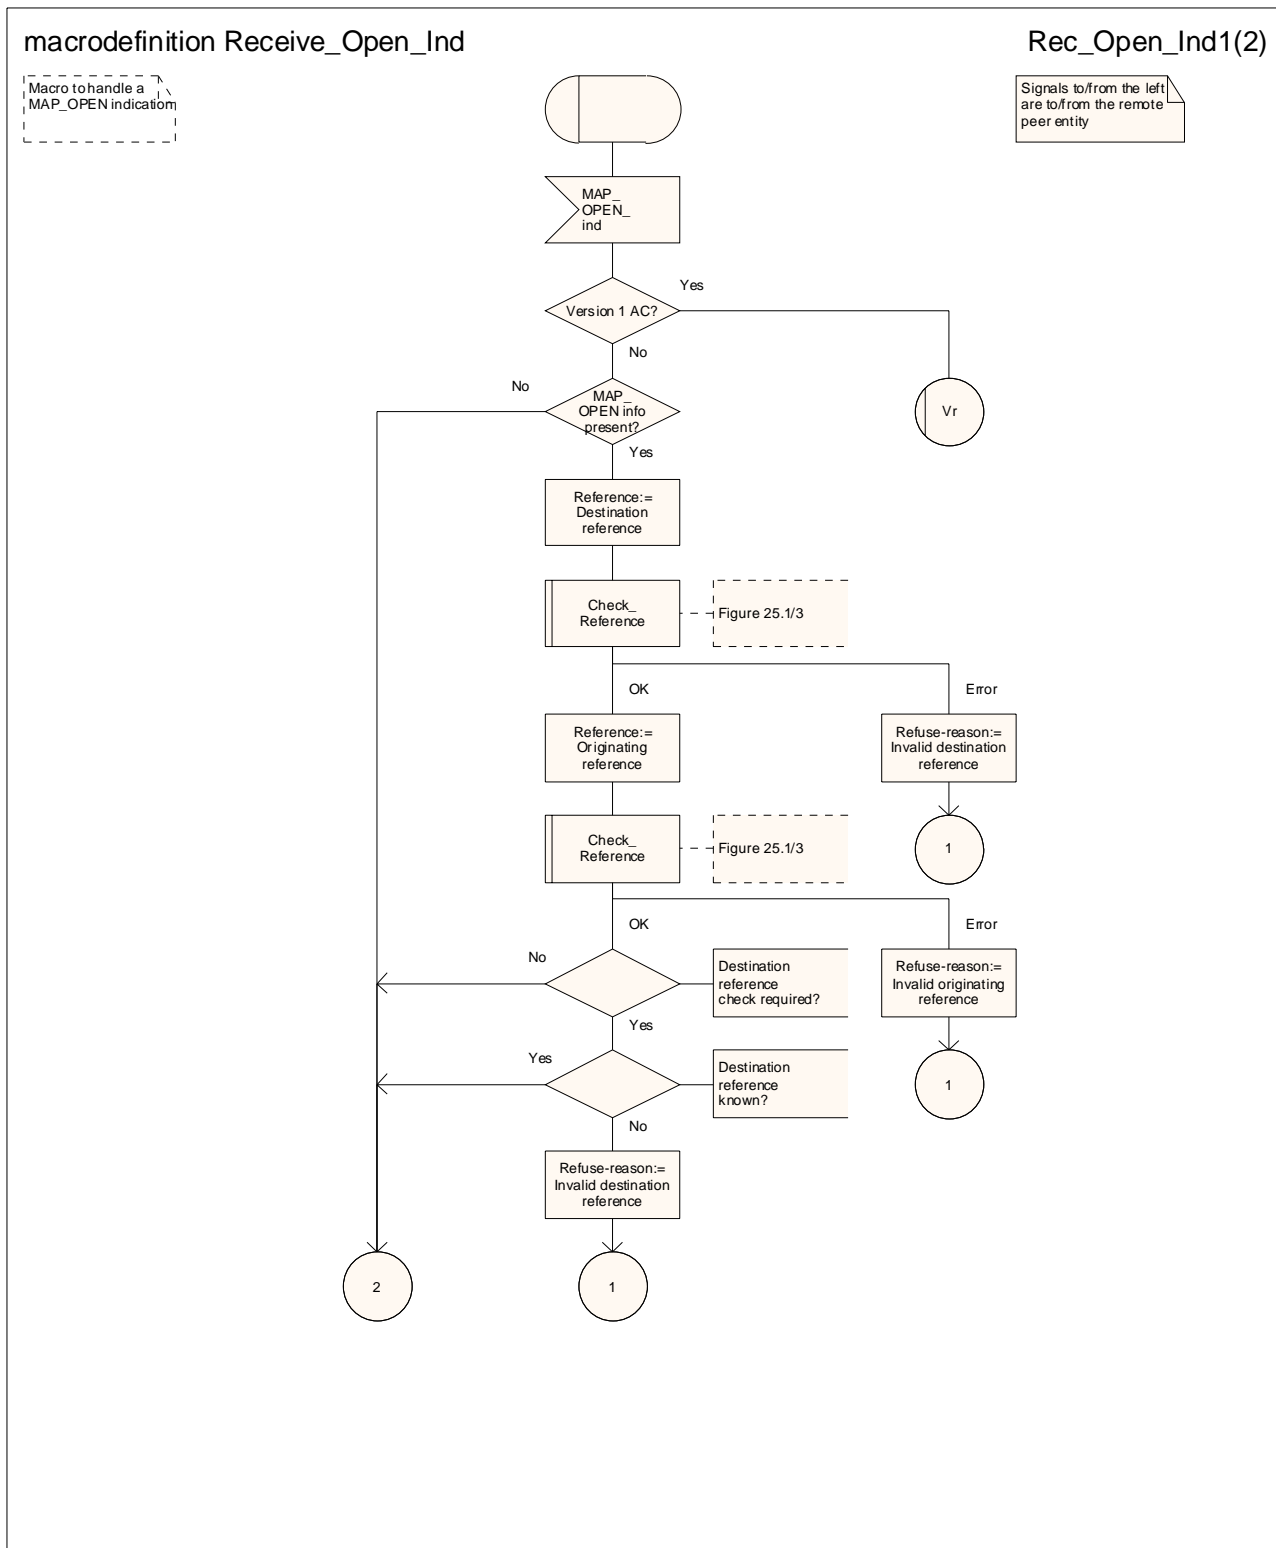 macrodefinition Receive_Open_Ind
Rec_Open_Ind1(2)
Macro to handle a
MAP_OPEN indication
Signals to/from the left
are to/from the remote
peer entity
MAP_
OPEN_
ind
Yes
Version 1 AC?
No
No
MAP_
OPEN info
present?
Vr
Yes
Reference:=
Destination
reference
Check_
Reference
Figure 25.1/3
OK
Error
Reference:=
Originating
reference
Refuse-reason:=
Invalid destination
reference
Check_
Reference
Figure 25.1/3
1
OK
Error
No
Destination
reference
check required?
Refuse-reason:=
Invalid originating
reference
Yes
Yes
Destination
reference
known?
1
No
Refuse-reason:=
Invalid destination
reference
2
1